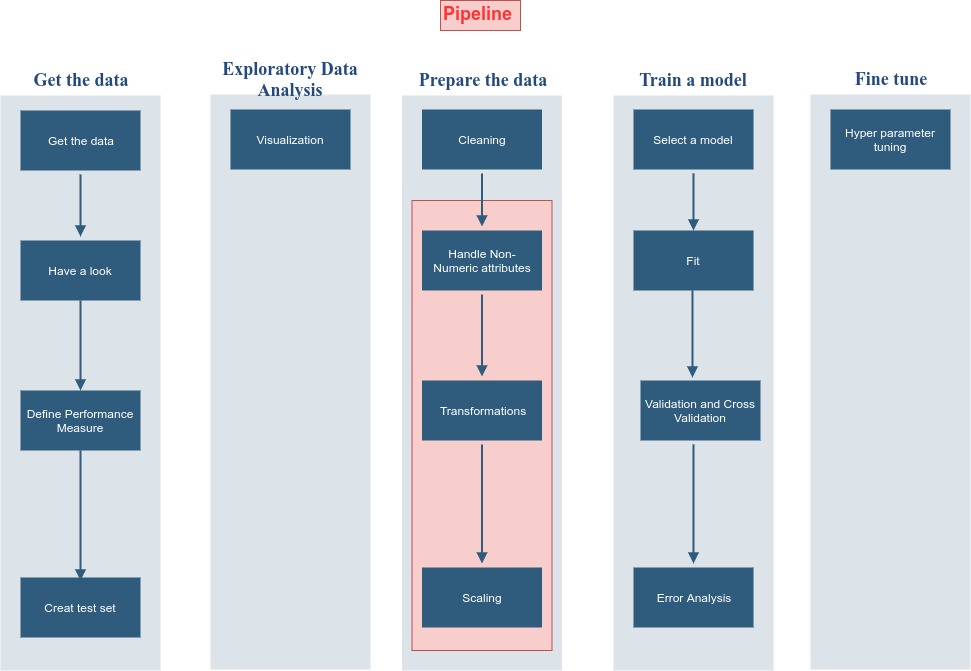 Pipeline
Get the data
Exploratory Data
Analysis
Prepare the data
Train a model
Fine tune
Get the data
Have a look
Define Performance
Measure
Creat test set
Visualization
Cleaning
Handle Non-
Numeric attributes
Transformations
Scaling
Select a model
Fit
Validation and Cross
Validation
Error Analysis
Hyper parameter
tuning